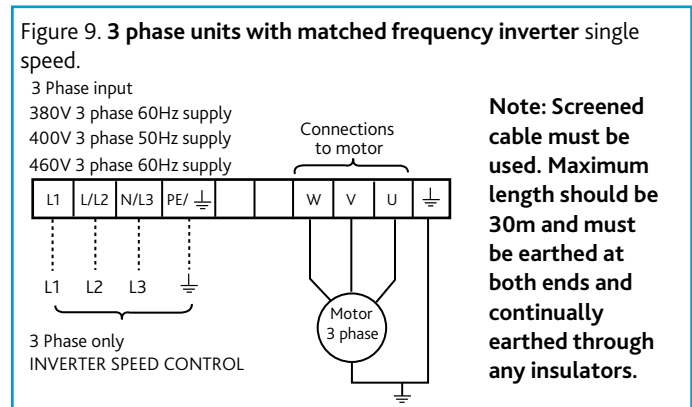 Figure 9. 3 phase units with matched frequency inverter single
speed.
3 Phase input
380V 3 phase 60Hz supply
400V 3 phase 50Hz supply
460V 3 phase 60Hz supply
Connections
to motor
L1 L/L2 N/L3 PE/ W V U
L1 L2 L3
Motor
3 phase
3 Phase only
INVERTER SPEED CONTROL
Note: Screened
cable must be
used. Maximum
length should be
30m and must
be earthed at
both ends and
continually
earthed through
any insulators.